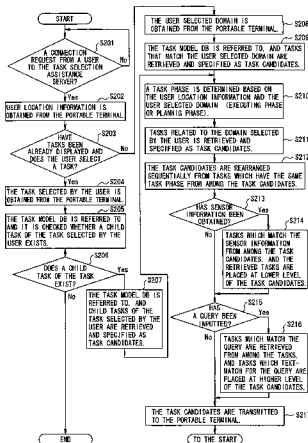 START
S201
A CONNECTION
REQUEST FROM A USER
TO THE TASK SELECTION
ASSISTANCE
SERVER?
No
Yes
S202
USER LOCATION INFORMATION IS
OBTAINED FROM THE PORTABLE TERMINAL.
S203
HAVE
TASKS BEEN
ALREADY DISPLAYED AND
DOES THE USER SELECT
A TASK?
No
Yes
S204
THE TASK SELECTED BY THE USER IS
OBTAINED FROM THE PORTABLE TERMINAL.
S205
THE TASK MODEL DB IS REFERRED TO
AND IT IS CHECKED WHETHER A CHILD
TASK OF THE TASK SELECTED BY THE
USER EXISTS.
S206
DOES A CHILD
TASK OF THE TASK
EXIST?
Yes
No
S207
THE TASK MODEL DB IS
REFERRED TO, AND
CHILD TASKS OF THE
TASK SELECTED BY THE
USER ARE RETRIEVED
AND SPECIFIED AS TASK
CANDIDATES.
END
S208
THE USER SELECTED DOMAIN IS
OBTAINED FROM THE PORTABLE TERMINAL.
S209
THE TASK MODEL DB IS REFERRED TO, AND TASKS
THAT MATCH THE USER SELECTED DOMAIN ARE
RETRIEVED AND SPECIFIED AS TASK CANDIDATES.
S210
A TASK PHASE IS DETERMINED BASED ON
THE USER LOCATION INFORMATION AND THE
USER SELECTED DOMAIN (EXECUTING PHASE
OR PLANNIG PHASE).
S211
TASKS RELATED TO THE DOMAIN SELECTED
BY THE USER IS RETRIEVED AND
SPECIFIED AS TASK CANDIDATES.
S212
THE TASK CANDIDATES ARE REARRANGED
SEQUENTIALLY FROM TASKS WHICH HAVE THE SAME
TASK PHASE FROM AMONG THE TASK CANDIDATES.
S213
HAS SENSOR
INFORMATION BEEN
OBTAINED?
No
Yes
S214
TASKS WHICH MATCH THE
SENSOR INFORMATION
FROM AMONG THE TASK
CANDIDATES, AND THE
RETRIEVED TASKS ARE
PLACED AT LOWER LEVEL
OF THE TASK CANDIDATES.
S215
HAS
A QUERY BEEN
INPUTTED?
No
Yes
S216
TASKS WHICH MATCH THE
QUERY ARE RETRIEVED
FROM AMONG THE TASKS,
AND TASKS WHICH TEXT-
MATCH FOR THE QUERY ARE
PLACED AT HIGHER LEVEL
OF THE TASK CANDIDATES.
S217
THE TASK CANDIDATES ARE TRANSMITTED
TO THE PORTABLE TERMINAL.
TO THE START